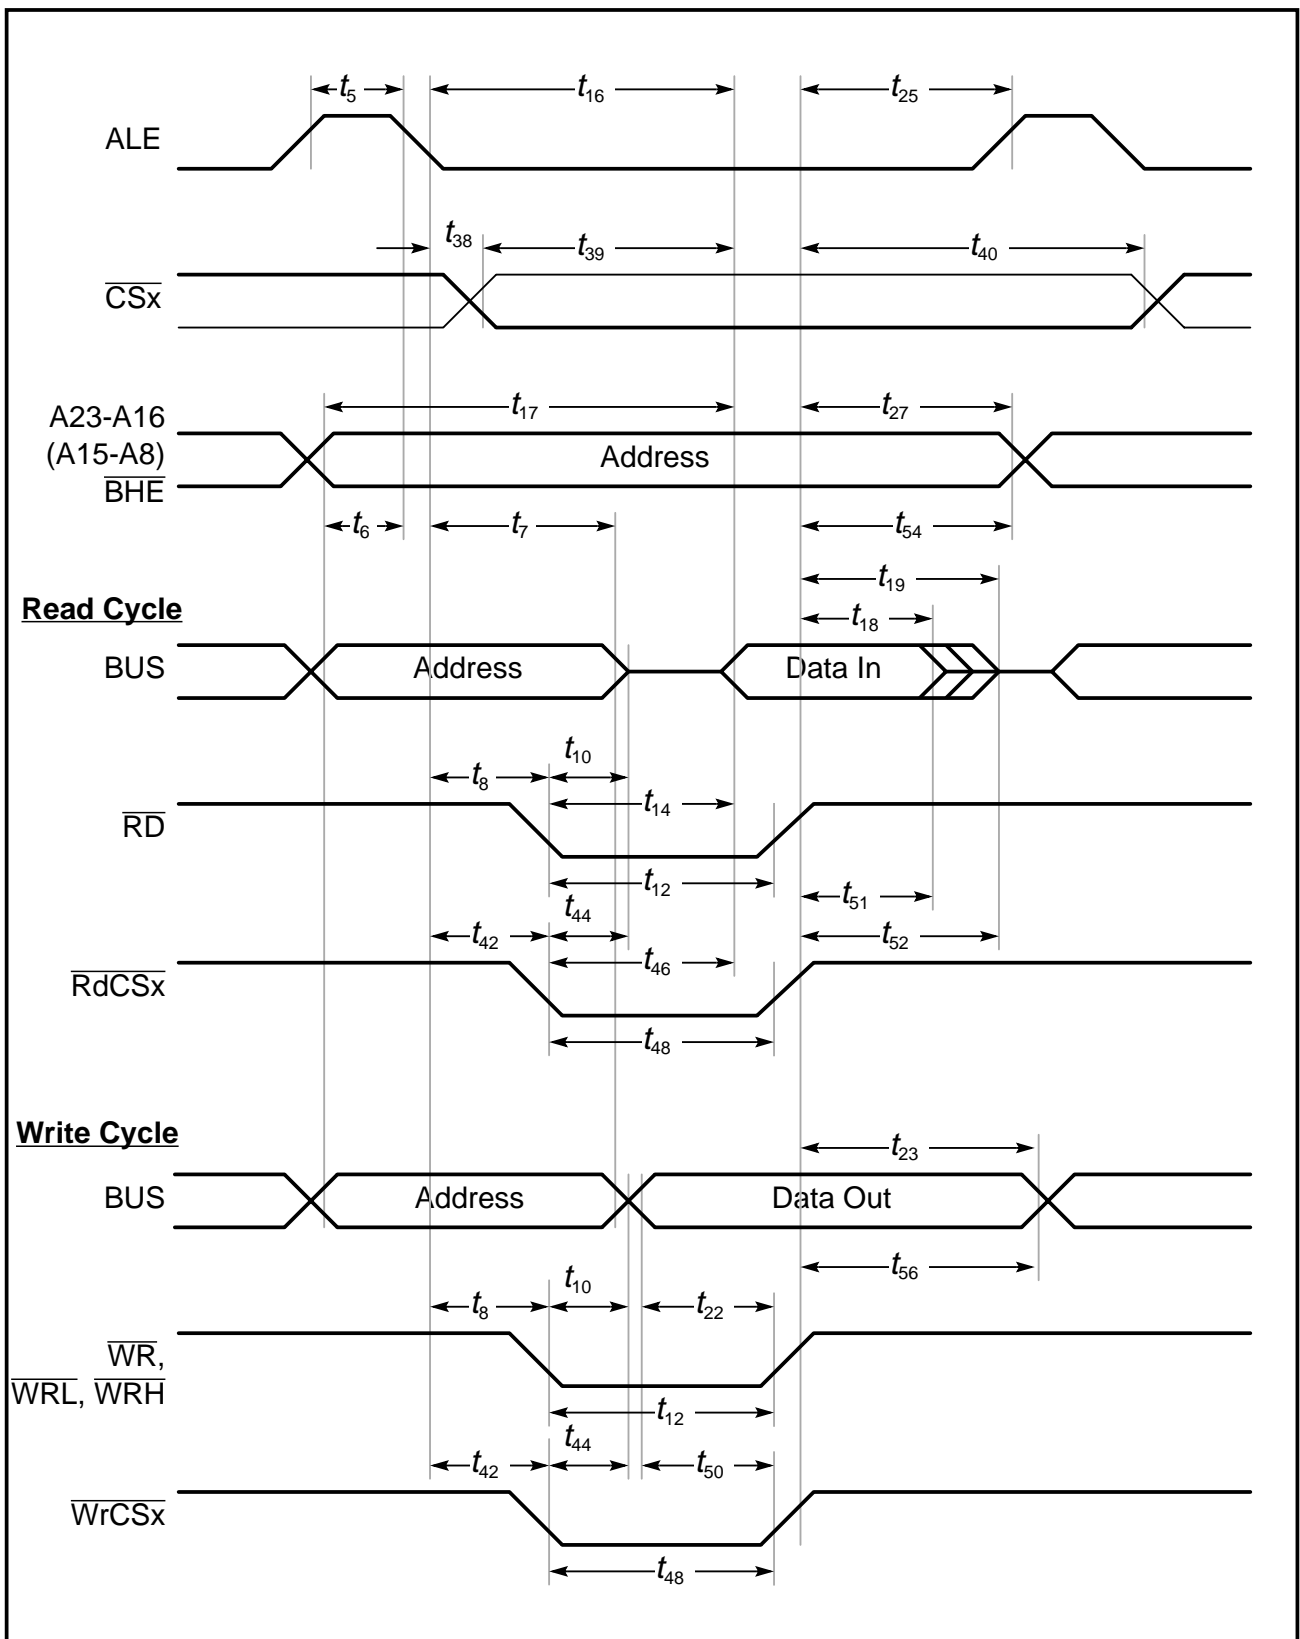 t5 t16 t25
ALE
t38 t39 t40
CSx
t17 t27
A23-A16
(A15-A8)
Address
BHE
t6 t7 t54
t19
Read Cycle
t18
BUS Address Data In
t10
t8
t14
RD
t12
t51
t44
t42 t52
t46
RdCSx
t48
Write Cycle
t23
BUS Address Data Out
t56
t10
t8 t22
WR,
WRL, WRH
t12
t44
t42 t50
WrCSx
t48